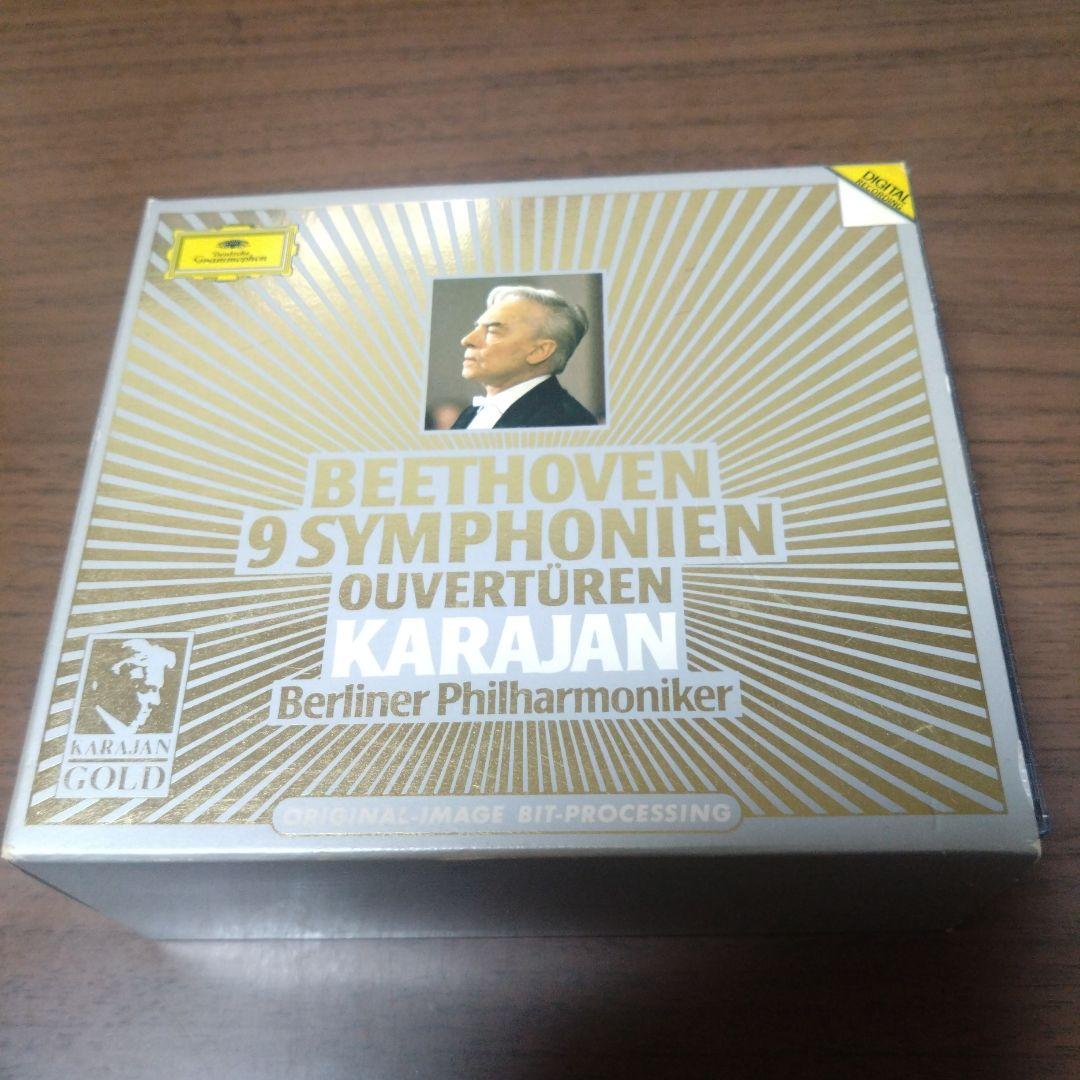 DIGITAL
RECORDING
Deutsche
Grammophon
BEETHOVEN
9 SYMPHONIEN
OUVERTÜREN
KARAJAN
Berliner Philharmoniker
KARAJAN
GOLD
ORIGINAL-IMAGE BIT-PROCESSING